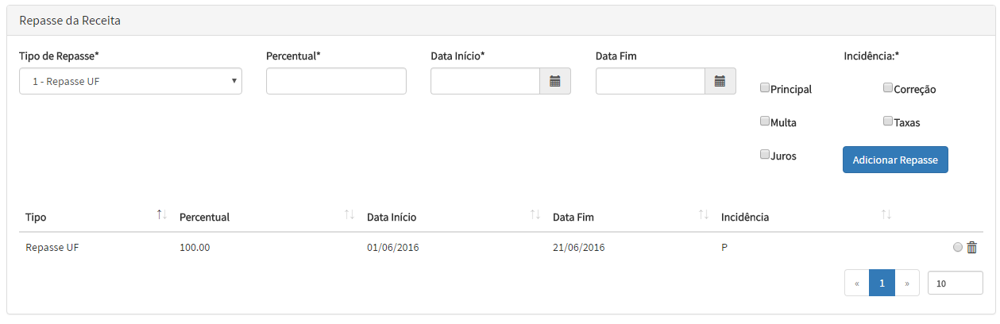 Repasse da Receita
Tipo de Repasse* Percentual* Data Início* Data Fim Incidência:*
1 - Repasse UF
Principal Correção
Multa Taxas
Juros Adicionar Repasse
Tipo Percentual Data Início Data Fim Incidência
Repasse UF 100.00 01/06/2016 21/06/2016 P
« 1 » 10